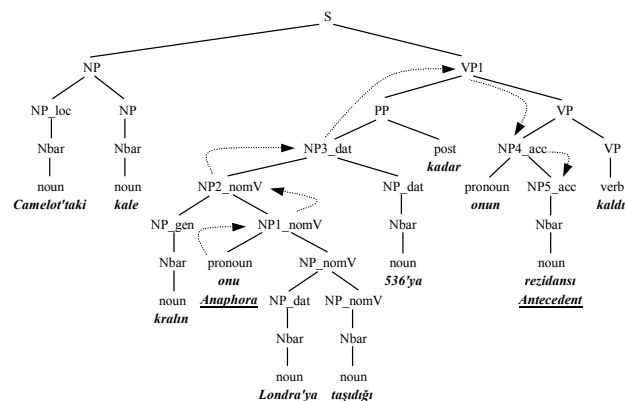 S
NP VP1
NP_loc NP PP VP
Nbar Nbar NP3_dat post NP4_acc VP
kadar
noun noun NP2_nomV NP_dat pronoun NP5_acc verb
Camelot'taki kale onun kaldı
NP_gen NP1_nomV Nbar Nbar
Nbar pronoun NP_nomV noun noun
onu 536'ya rezidansı
noun Anaphora NP_dat NP_nomV Antecedent
kralın
Nbar Nbar
noun noun
Londra'ya taşıdığı